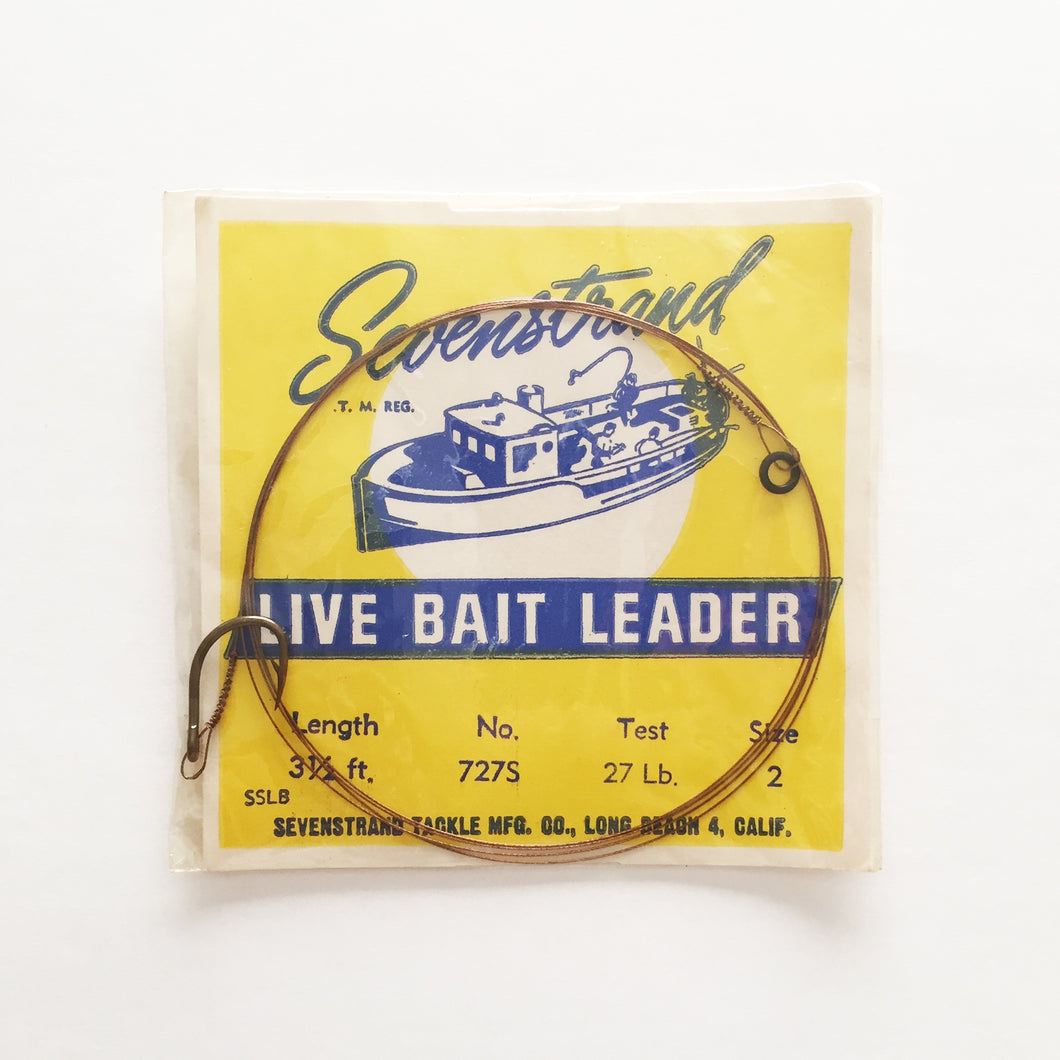 Sevenstrand
T. M. REG.
LIVE BAIT LEADER
Length No. Test Size
3½ ft. 727S 27 Lb. 2
SSLB
SEVENSTRAND TACKLE MFG. CO., LONG BEACH 4, CALIF.